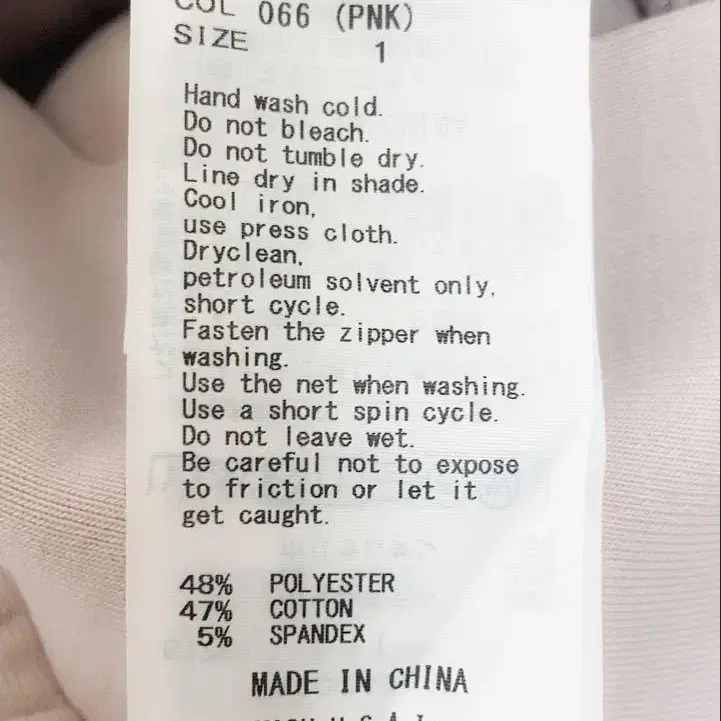 COL 066 (PNK)
SIZE 1
Hand wash cold.
Do not bleach.
Do not tumble dry.
Line dry in shade.
Cool iron,
use press cloth.
Dryclean,
petroleum solvent only,
short cycle.
Fasten the zipper when
washing.
Use the net when washing.
Use a short spin cycle.
Do not leave wet.
Be careful not to expose
to friction or let it
get caught.
48% POLYESTER
47% COTTON
5% SPANDEX
MADE IN CHINA